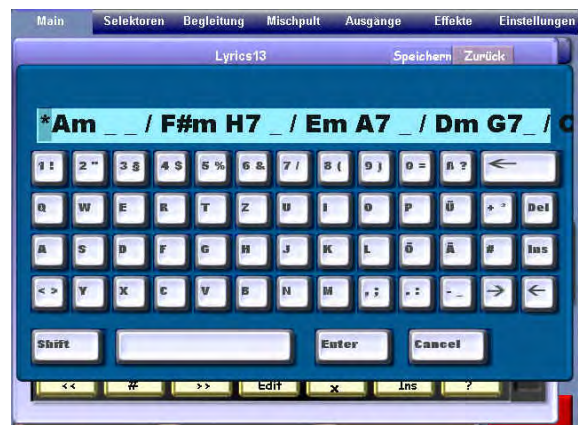 Main Selektoren Begleitung Mischpult Ausgänge Effekte Einstellungen
Lyrics13 Speichern Zurück
*Am _ _ / F#m H7 _ / Em A7 _ / Dm G7_ / C
1 ! 2 " 3 § 4 $ 5 % 6 & 7 / 8 ( 9 ) 0 = ß ? ←
Q W E R T Z U I O P Ü + ² Del
A S D F G H J K L Ö Ä # Ins
< > Y X C V B N M , ; . : - _ → ←
Shift Enter Cancel
<< # >> Edit x Ins ?